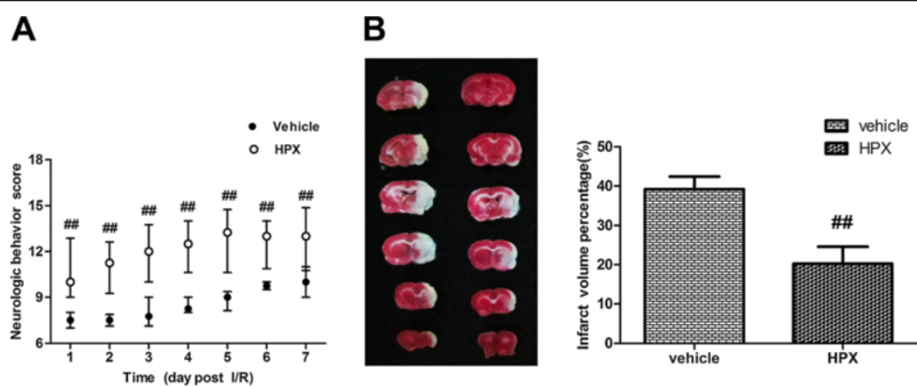 A
Vehicle
HPX
Neurologic behavior score
18
15
12
9
6
##
##
##
##
##
##
##
1 2 3 4 5 6 7
Time (day post I/R)
B
vehicle
HPX
Infarct volume percentage(%)
50
40
30
20
10
0
##
vehicle HPX